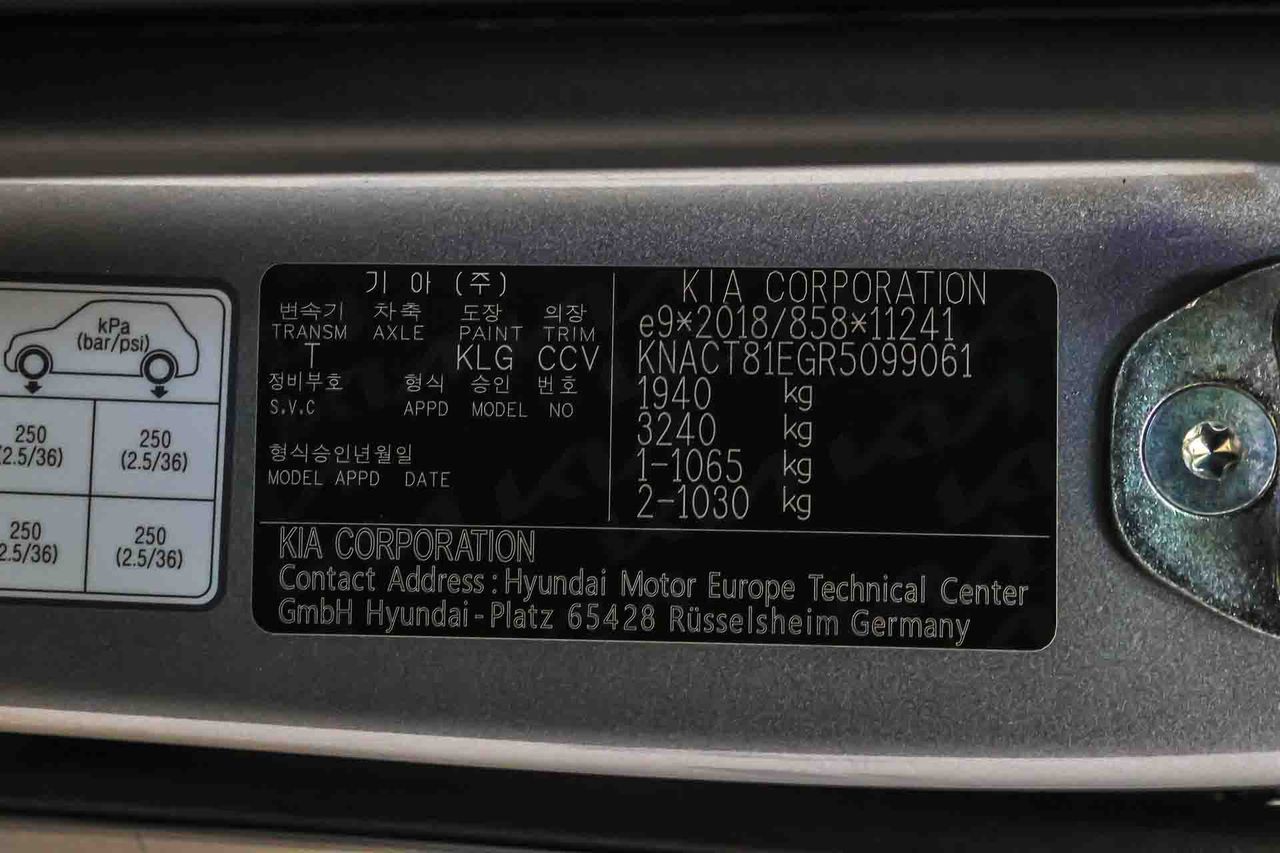 kPa
(bar/psi)
250 250
2.5/36) (2.5/36)
250 250
2.5/36) (2.5/36)
기 아 (주)
변속기 차축 도장 의장
TRANSM AXLE PAINT TRIM
T KLG CCV
정비부호 형식 승인 번호
S.V.C APPD MODEL NO
형식승인년월일
MODEL APPD DATE
KIA CORPORATION
e9*2018/858*11241
KNACT81EGR5099061
1940 kg
3240 kg
1-1065 kg
2-1030 kg
KIA CORPORATION
Contact Address : Hyundai Motor Europe Technical Center
GmbH Hyundai-Platz 65428 Rüsselsheim Germany